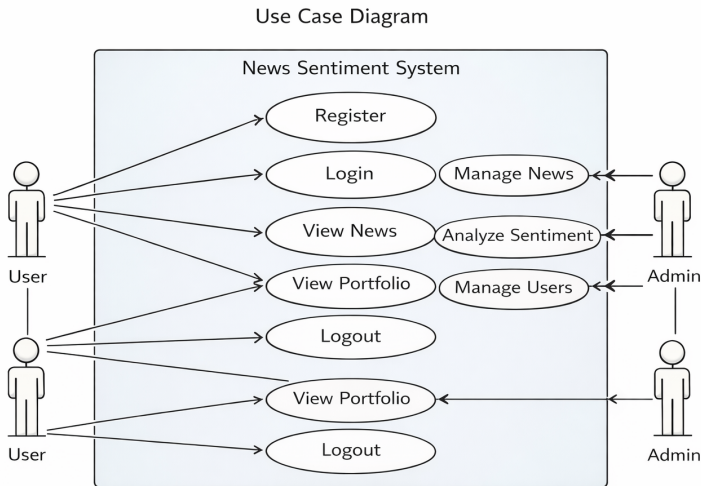 Use Case Diagram
News Sentiment System
Register
Login
Manage News
View News
Analyze Sentiment
User
View Portfolio
Manage Users
Admin
Logout
View Portfolio
User
Logout
Admin